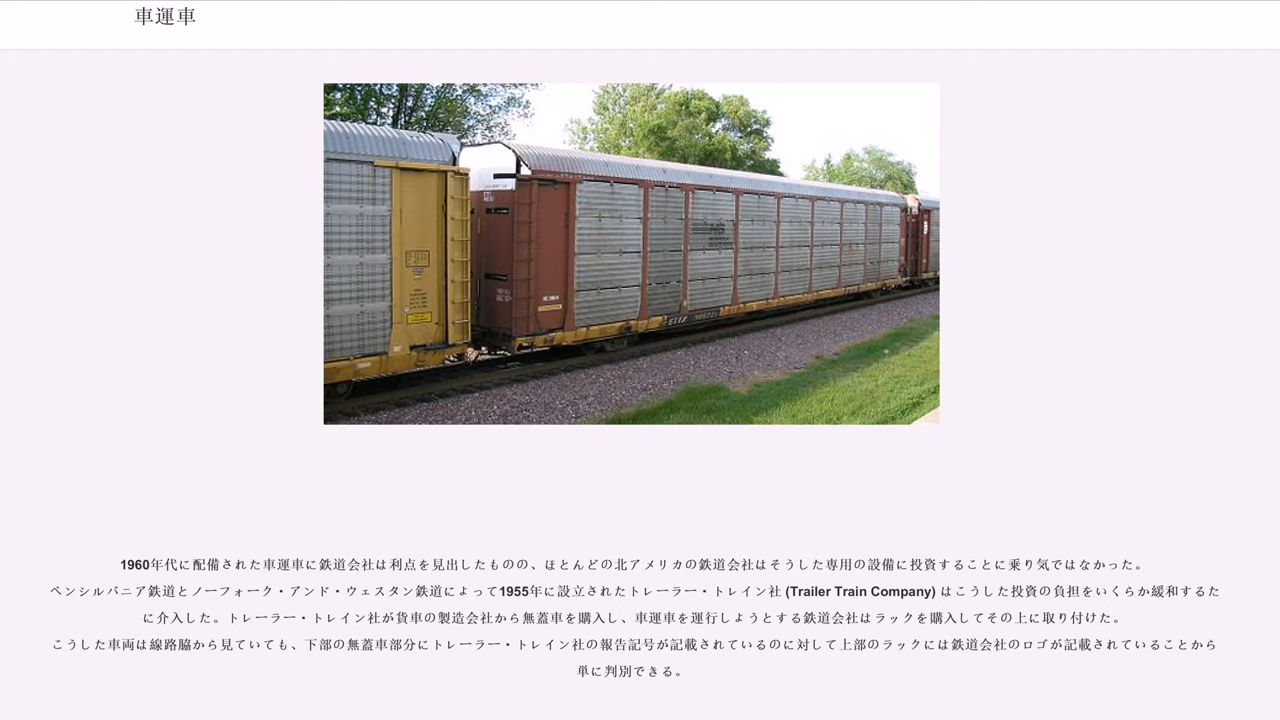 車運車
NS
1960年代に配備された車運車に鉄道会社は利点を見出したものの、ほとんどの北アメリカの鉄道会社はそうした専用の設備に投資することに乗り気ではなかった。
ペンシルバニア鉄道とノーフォーク・アンド・ウェスタン鉄道によって1955年に設立されたトレーラー・トレイン社 (Trailer Train Company) はこうした投資の負担をいくらか緩和するた
に介入した。トレーラー・トレイン社が貨車の製造会社から無蓋車を購入し、車運車を運行しようとする鉄道会社はラックを購入してその上に取り付けた。
こうした車両は線路脇から見ていても、下部の無蓋車部分にトレーラー・トレイン社の報告記号が記載されているのに対して上部のラックには鉄道会社のロゴが記載されていることから
単に判別できる。